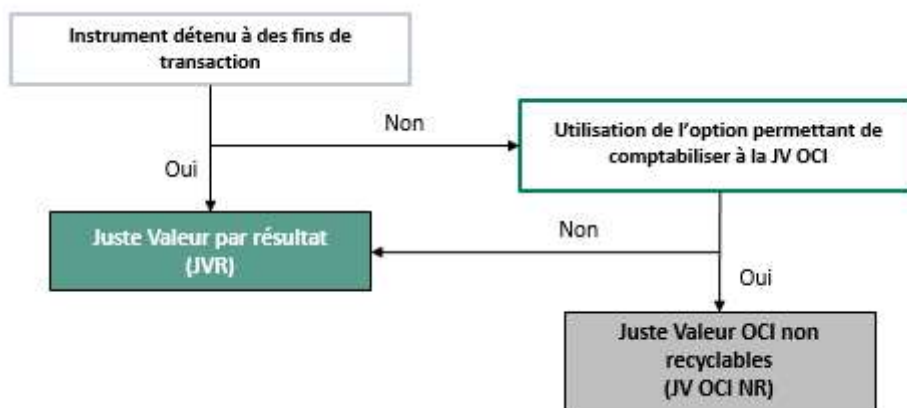 Instrument détenu à des fins de
transaction
Non
Utilisation de l'option permettant de
comptabiliser à la JV OCI
Oui
Juste Valeur par résultat
(JVR)
Non
Oui
Juste Valeur OCI non
recyclables
(JV OCI NR)